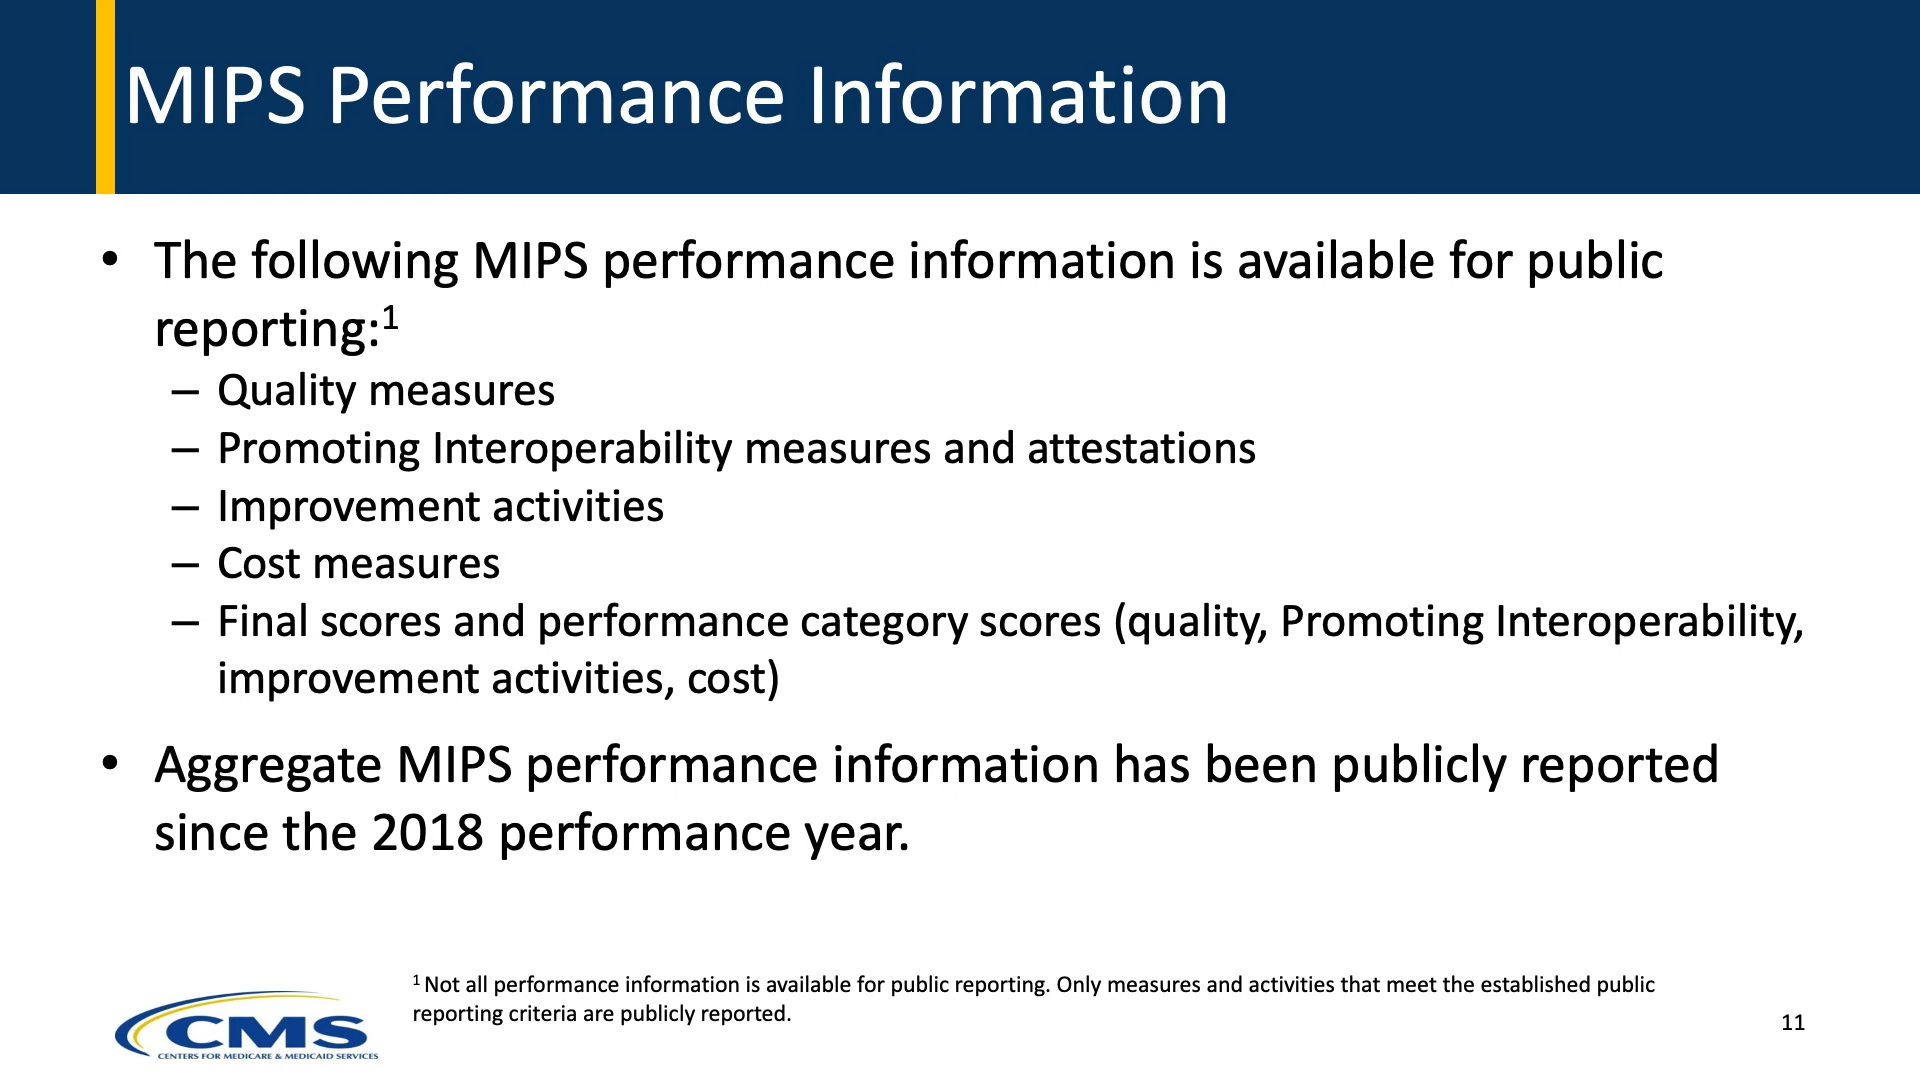 MIPS Performance Information
• The following MIPS performance information is available for public
reporting:¹
– Quality measures
– Promoting Interoperability measures and attestations
– Improvement activities
– Cost measures
– Final scores and performance category scores (quality, Promoting Interoperability,
improvement activities, cost)
• Aggregate MIPS performance information has been publicly reported
since the 2018 performance year.
¹ Not all performance information is available for public reporting. Only measures and activities that meet the established public
reporting criteria are publicly reported.
CMS
CENTERS FOR MEDICARE & MEDICAID SERVICES
11